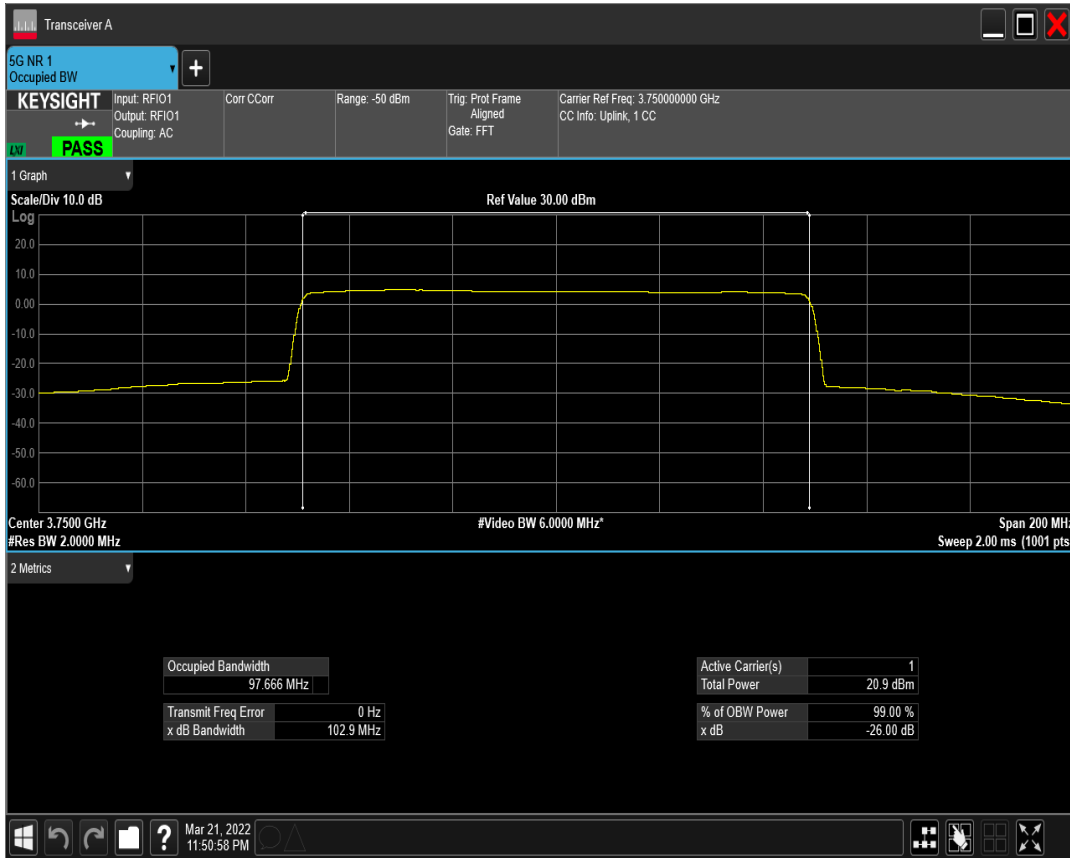 Transceiver A
5G NR 1
Occupied BW
+
KEYSIGHT
LXI
PASS
Input: RFIO1
Output: RFIO1
Coupling: AC
Corr CCorr
Range: -50 dBm
Trig: Prot Frame
Aligned
Gate: FFT
Carrier Ref Freq: 3.750000000 GHz
CC Info: Uplink, 1 CC
1 Graph
Scale/Div 10.0 dB
Ref Value 30.00 dBm
Log
20.0
10.0
0.00
-10.0
-20.0
-30.0
-40.0
-50.0
-60.0
Center 3.7500 GHz
#Video BW 6.0000 MHz*
Span 200 MHz
#Res BW 2.0000 MHz
Sweep 2.00 ms (1001 pts
2 Metrics
Occupied Bandwidth
97.666 MHz
Transmit Freq Error 0 Hz
x dB Bandwidth 102.9 MHz
Active Carrier(s) 1
Total Power 20.9 dBm
% of OBW Power 99.00 %
x dB -26.00 dB
?
Mar 21, 2022
11:50:58 PM